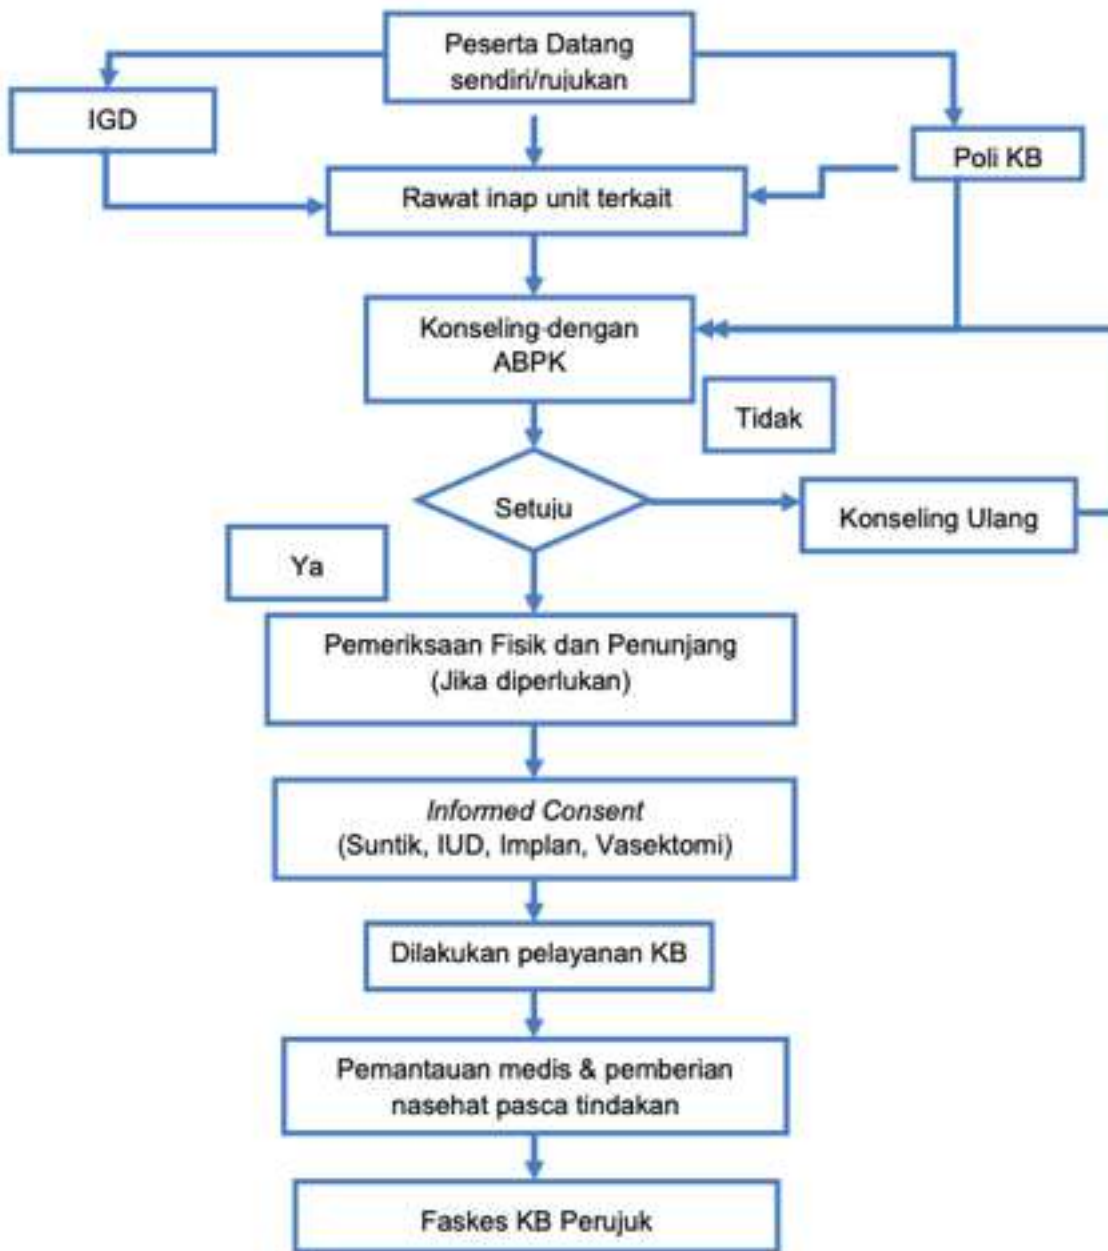 Peserta Datang
sendiri/rujukan
IGD
Poli KB
Rawat inap unit terkait
Konseling dengan
ABPK
Tidak
Setuju
Konseling Ulang
Ya
Pemeriksaan Fisik dan Penunjang
(Jika diperlukan)
Informed Consent
(Suntik, IUD, Implan, Vasektomi)
Dilakukan pelayanan KB
Pemantauan medis & pemberian
nasehat pasca tindakan
Faskes KB Perujuk